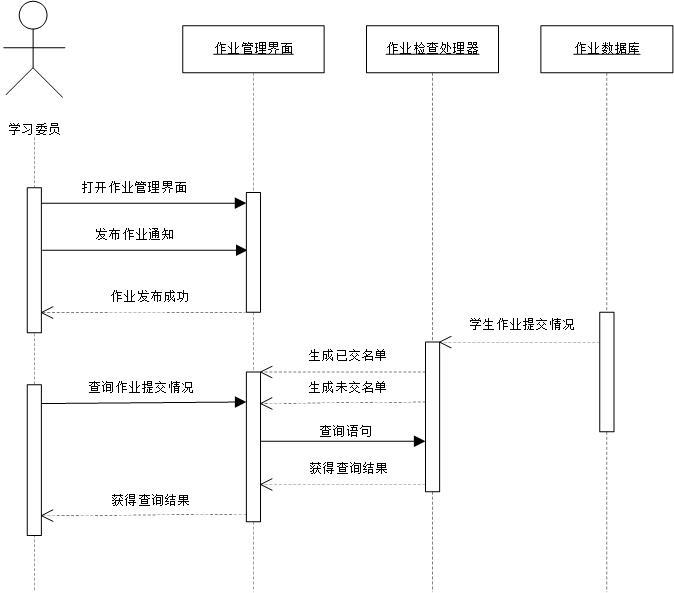 作业管理界面
作业检查处理器
作业数据库
学习委员
打开作业管理界面
发布作业通知
作业发布成功
学生作业提交情况
生成已交名单
生成未交名单
查询作业提交情况
查询语句
获得查询结果
获得查询结果